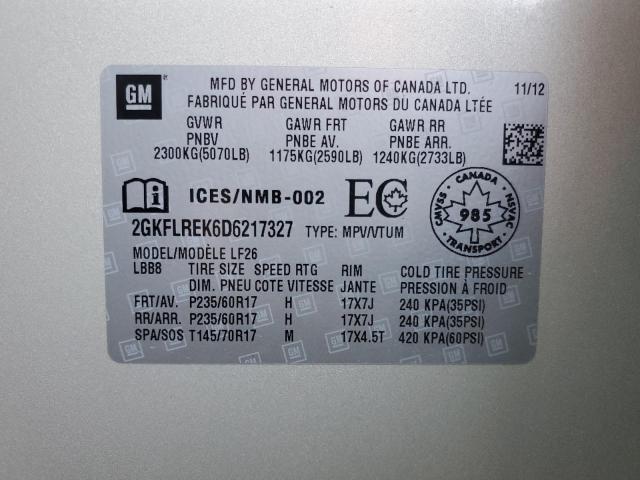 GM
MFD BY GENERAL MOTORS OF CANADA LTD. 11/12
FABRIQUÉ PAR GENERAL MOTORS DU CANADA LTÉE
GVWR GAWR FRT GAWR RR
PNBV PNBE AV. PNBE ARR.
2300KG(5070LB) 1175KG(2590LB) 1240KG(2733LB)
ICES/NMB-002 EC
CANADA
CMVSS 985 NSVAC
TRANSPORT
2GKFLREK6D6217327 TYPE: MPV/VTUM
MODEL/MODÈLE LF26
LBB8 TIRE SIZE SPEED RTG RIM COLD TIRE PRESSURE
DIM. PNEU COTE VITESSE JANTE PRESSION À FROID
FRT/AV. P235/60R17 H 17X7J 240 KPA(35PSI)
RR/ARR. P235/60R17 H 17X7J 240 KPA(35PSI)
SPA/SOS T145/70R17 M 17X4.5T 420 KPA(60PSI)